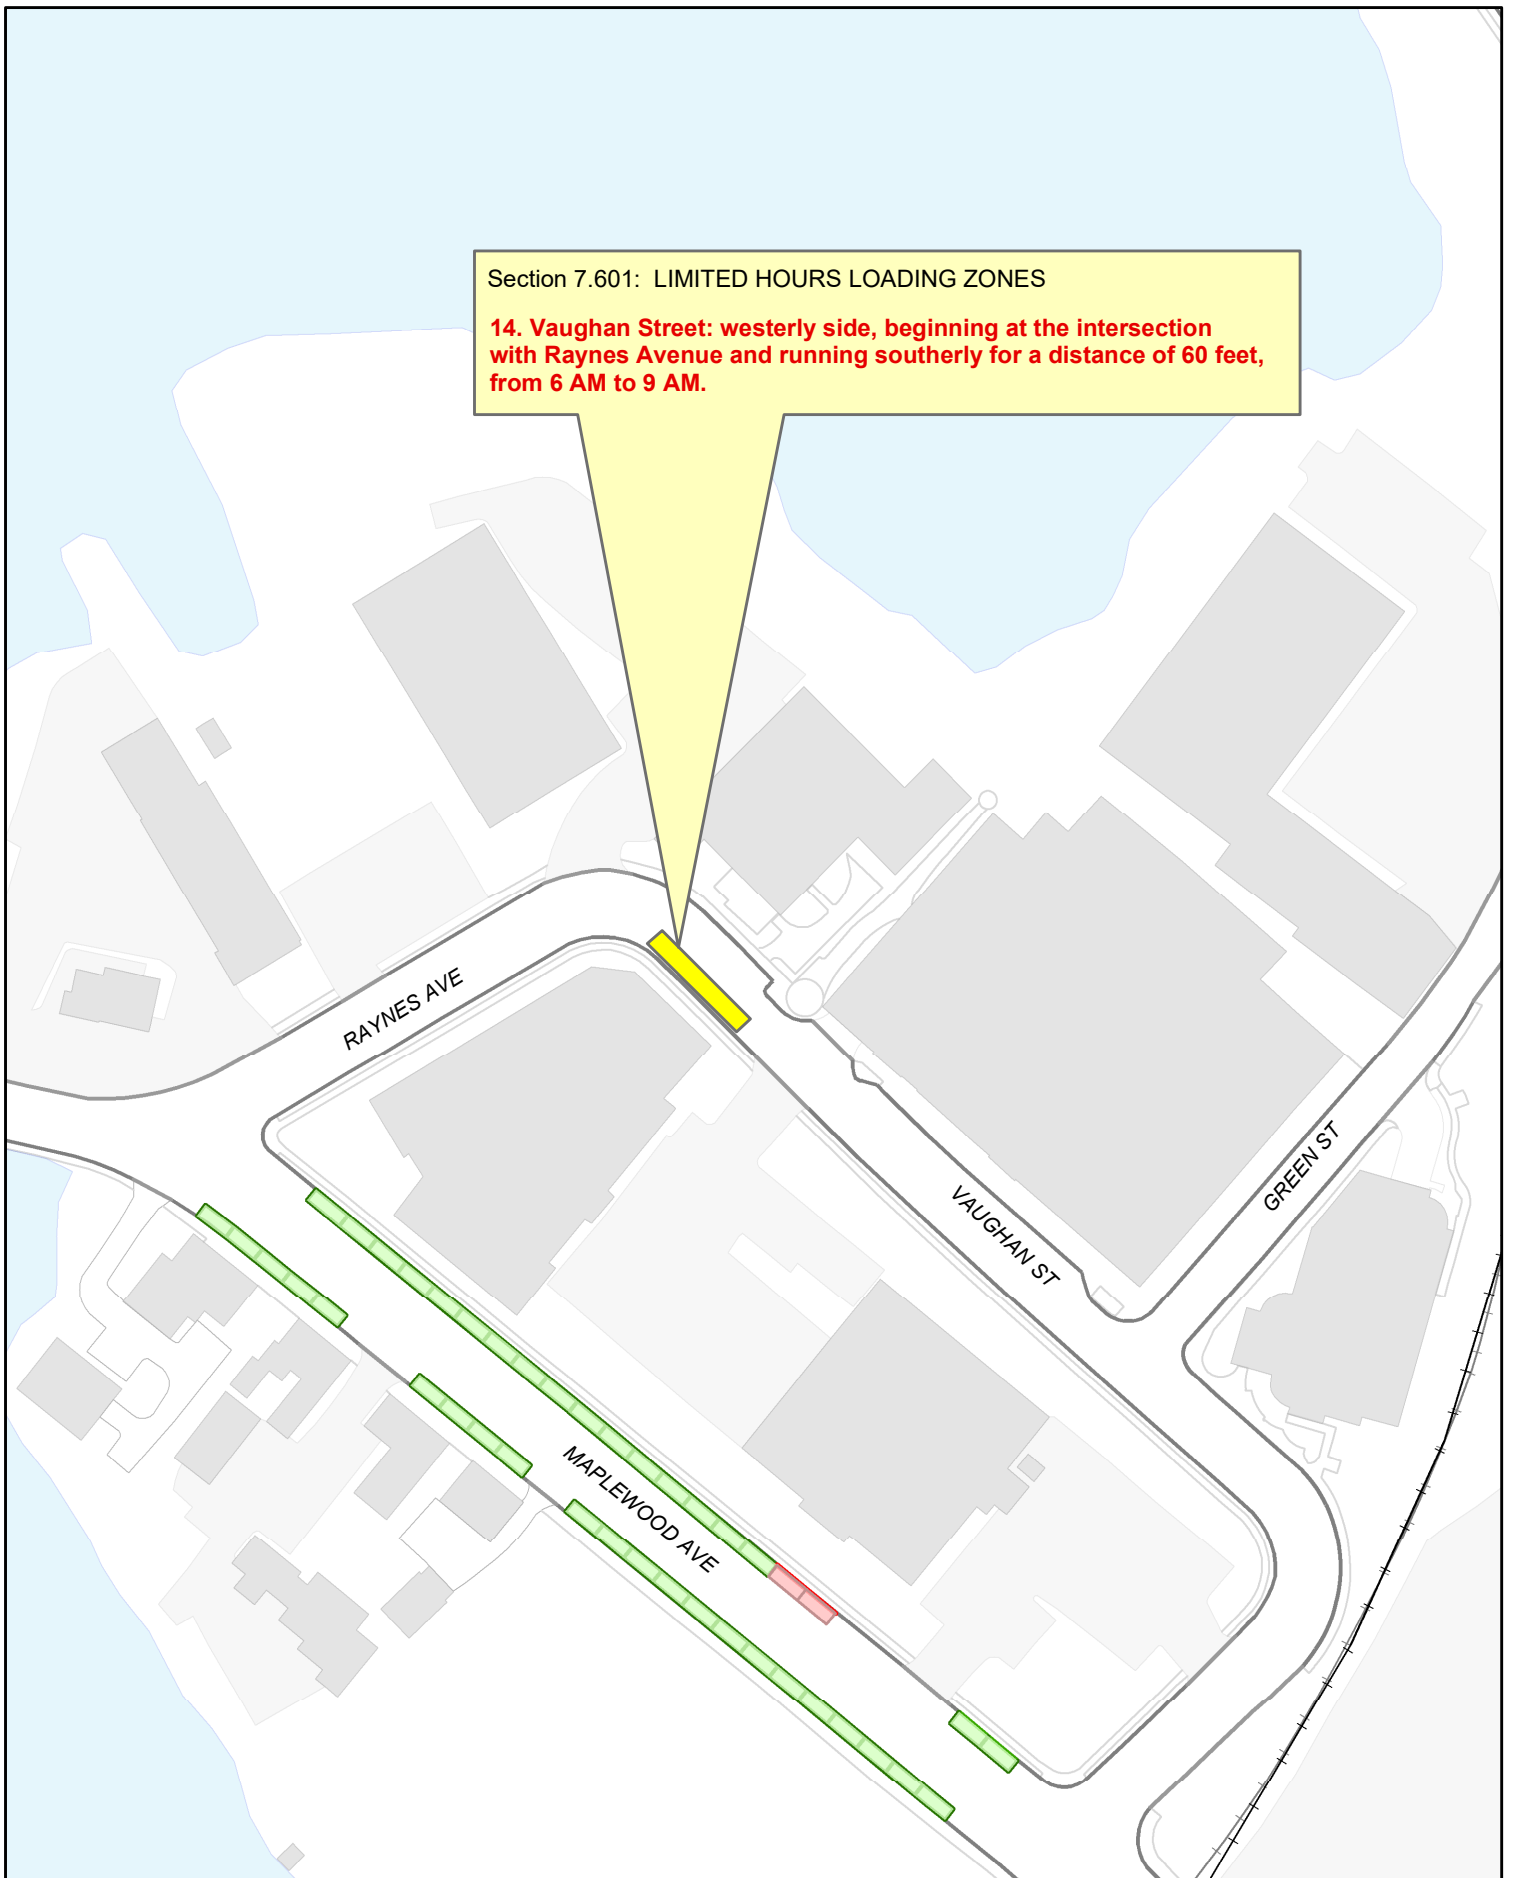 Section 7.601:  LIMITED HOURS LOADING ZONES
14. Vaughan Street: westerly side, beginning at the intersection
with Raynes Avenue and running southerly for a distance of 60 feet,
from 6 AM to 9 AM.
RAYNES AVE
VAUGHAN ST
GREEN ST
MAPLEWOOD AVE